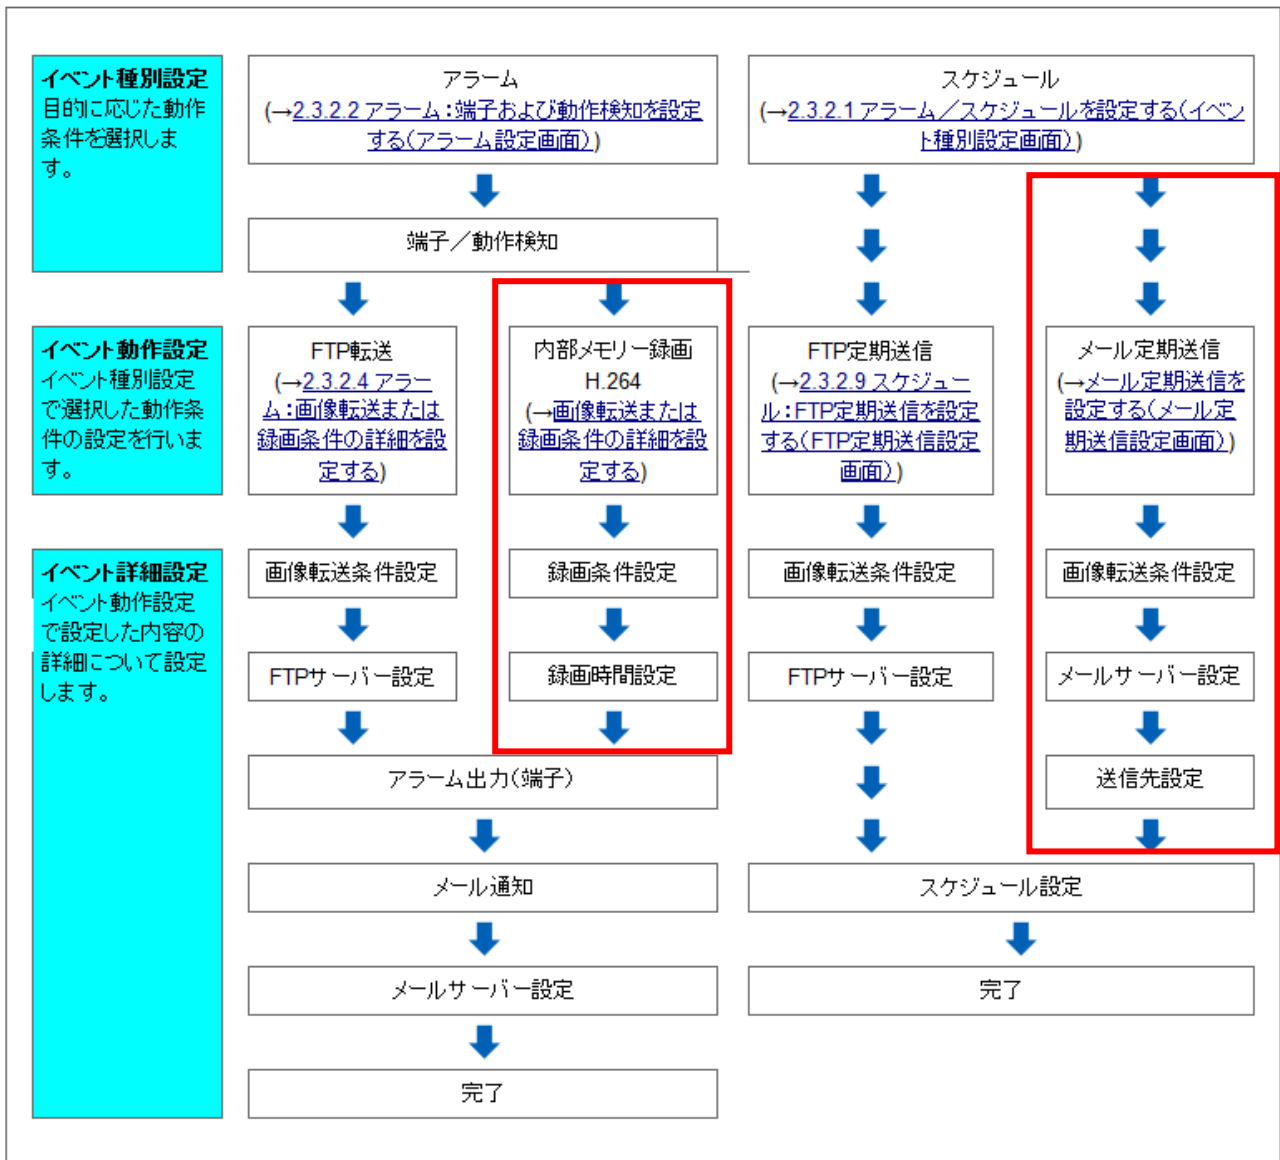 イベント種別設定
目的に応じた動作
条件を選択しま
す。
アラーム
(→2.3.2.2 アラーム：端子および動作検知を設定
する(アラーム設定画面))
スケジュール
(→2.3.2.1 アラーム／スケジュールを設定する(イベン
ト種別設定画面))
端子／動作検知
イベント動作設定
イベント種別設定
で選択した動作条
件の設定を行いま
す。
FTP転送
(→2.3.2.4 アラー
ム：画像転送または
録画条件の詳細を設
定する)
内部メモリー録画
H.264
(→画像転送または
録画条件の詳細を設
定する)
FTP定期送信
(→2.3.2.9 スケジュー
ル：FTP定期送信を設定
する(FTP定期送信設定
画面))
メール定期送信
(→メール定期送信を
設定する(メール定
期送信設定画面))
イベント詳細設定
イベント動作設定
で設定した内容の
詳細について設定
します。
画像転送条件設定
録画条件設定
画像転送条件設定
画像転送条件設定
FTPサーバー設定
録画時間設定
FTPサーバー設定
メールサーバー設定
アラーム出力(端子)
送信先設定
メール通知
スケジュール設定
メールサーバー設定
完了
完了